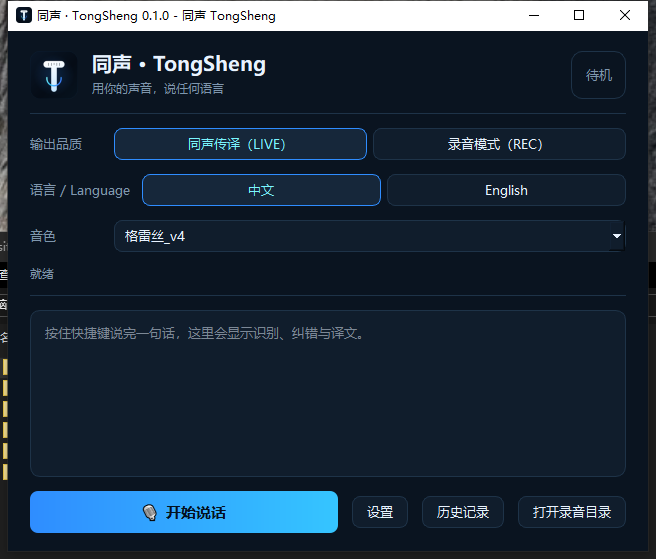 同声 · TongSheng 0.1.0 - 同声 TongSheng
同声 • TongSheng
用你的声音，说任何语言
待机
输出品质
同声传译（LIVE）
录音模式（REC）
语言 / Language
中文
English
音色
格雷丝_v4
就绪
按住快捷键说完一句话，这里会显示识别、纠错与译文。
开始说话
设置
历史记录
打开录音目录